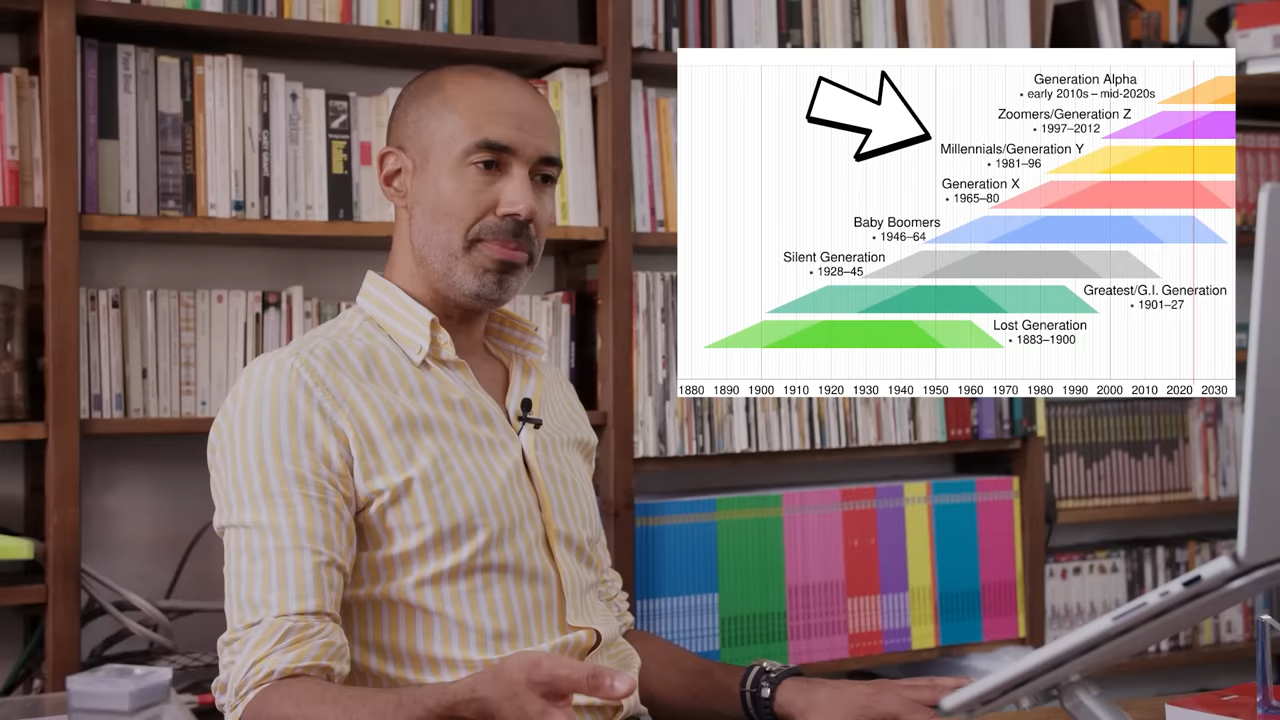 Generation Alpha
• early 2010s – mid-2020s
Zoomers/Generation Z
• 1997–2012
Millennials/Generation Y
• 1981–96
Generation X
• 1965–80
Baby Boomers
• 1946–64
Silent Generation
• 1928–45
Greatest/G.I. Generation
• 1901–27
Lost Generation
• 1883–1900
1880 1890 1900 1910 1920 1930 1940 1950 1960 1970 1980 1990 2000 2010 2020 2030